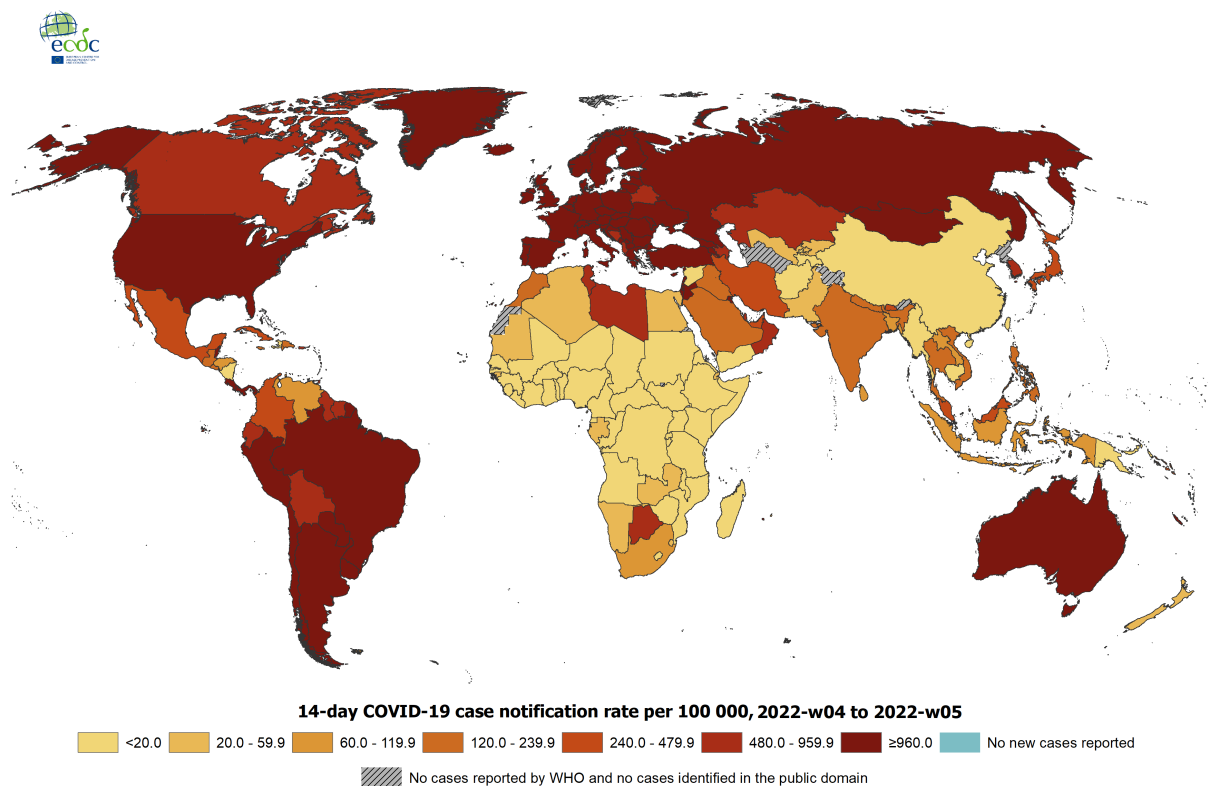 ecdc
14-day COVID-19 case notification rate per 100 000, 2022-w04 to 2022-w05
<20.0 20.0 - 59.9 60.0 - 119.9 120.0 - 239.9 240.0 - 479.9 480.0 - 959.9 ≥960.0 No new cases reported
No cases reported by WHO and no cases identified in the public domain